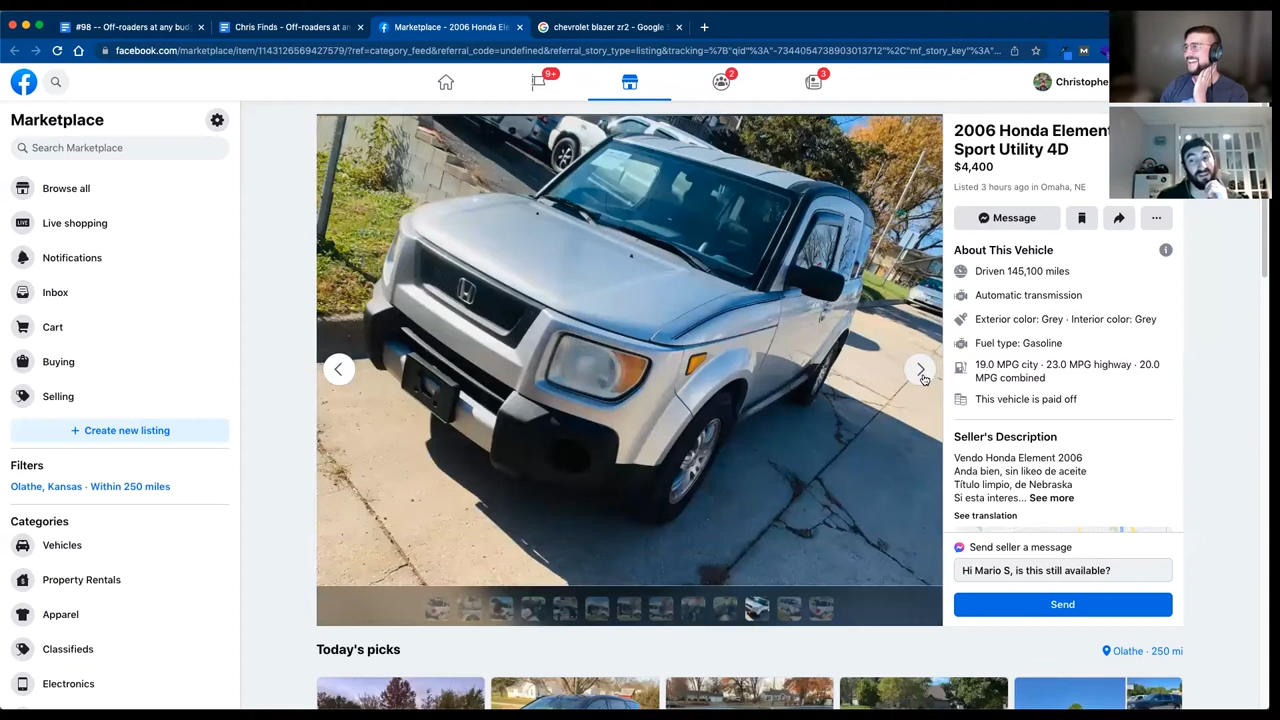 #98 -- Off-roaders at any bud
Chris Finds - Off-roaders at an
Marketplace - 2006 Honda Ele
chevrolet blazer zr2 - Google
facebook.com/marketplace/item/1143126569427579/?ref=category_feed&referral_code=undefined&referral_story_type=listing&tracking=%7B"qid"%3A"-7344054738903013712"%2C"mf_story_key"%3A"...
9+
2
3
Christophe
Marketplace
Search Marketplace
Browse all
LIVE
Live shopping
Notifications
Inbox
Cart
Buying
Selling
+ Create new listing
Filters
Olathe, Kansas · Within 250 miles
Categories
Vehicles
Property Rentals
Apparel
Classifieds
Electronics
2006 Honda Element
Sport Utility 4D
$4,400
Listed 3 hours ago in Omaha, NE
Message
About This Vehicle
Driven 145,100 miles
Automatic transmission
Exterior color: Grey · Interior color: Grey
Fuel type: Gasoline
19.0 MPG city · 23.0 MPG highway · 20.0
MPG combined
This vehicle is paid off
Seller's Description
Vendo Honda Element 2006
Anda bien, sin likeo de aceite
Título limpio, de Nebraska
Si esta interes... See more
See translation
Send seller a message
Hi Mario S, is this still available?
Send
Today's picks
Olathe · 250 mi